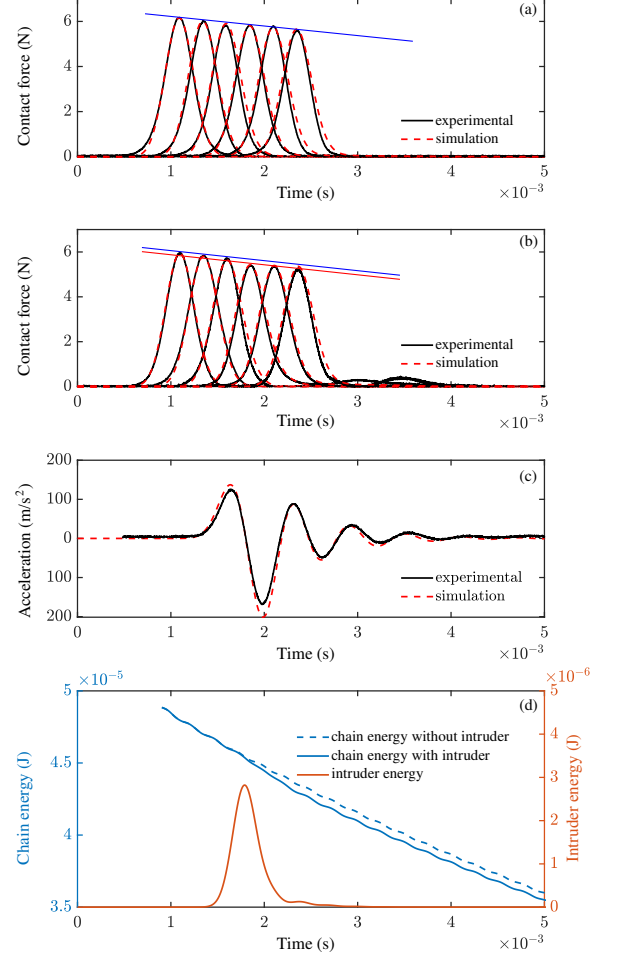 (a)
6
4
2
0
Contact force (N)
experimental
simulation
0 1 2 3 4 5
Time (s)
×10⁻³
(b)
6
4
2
0
Contact force (N)
experimental
simulation
0 1 2 3 4 5
Time (s)
×10⁻³
(c)
200
100
0
100
200
Acceleration (m/s²)
experimental
simulation
0 1 2 3 4 5
Time (s)
×10⁻³
×10⁻⁵
×10⁻⁶
(d)
5
4.5
4
3.5
Chain energy (J)
chain energy without intruder
chain energy with intruder
intruder energy
5
4
3
2
1
0
Intruder energy (J)
0 1 2 3 4 5
Time (s)
×10⁻³